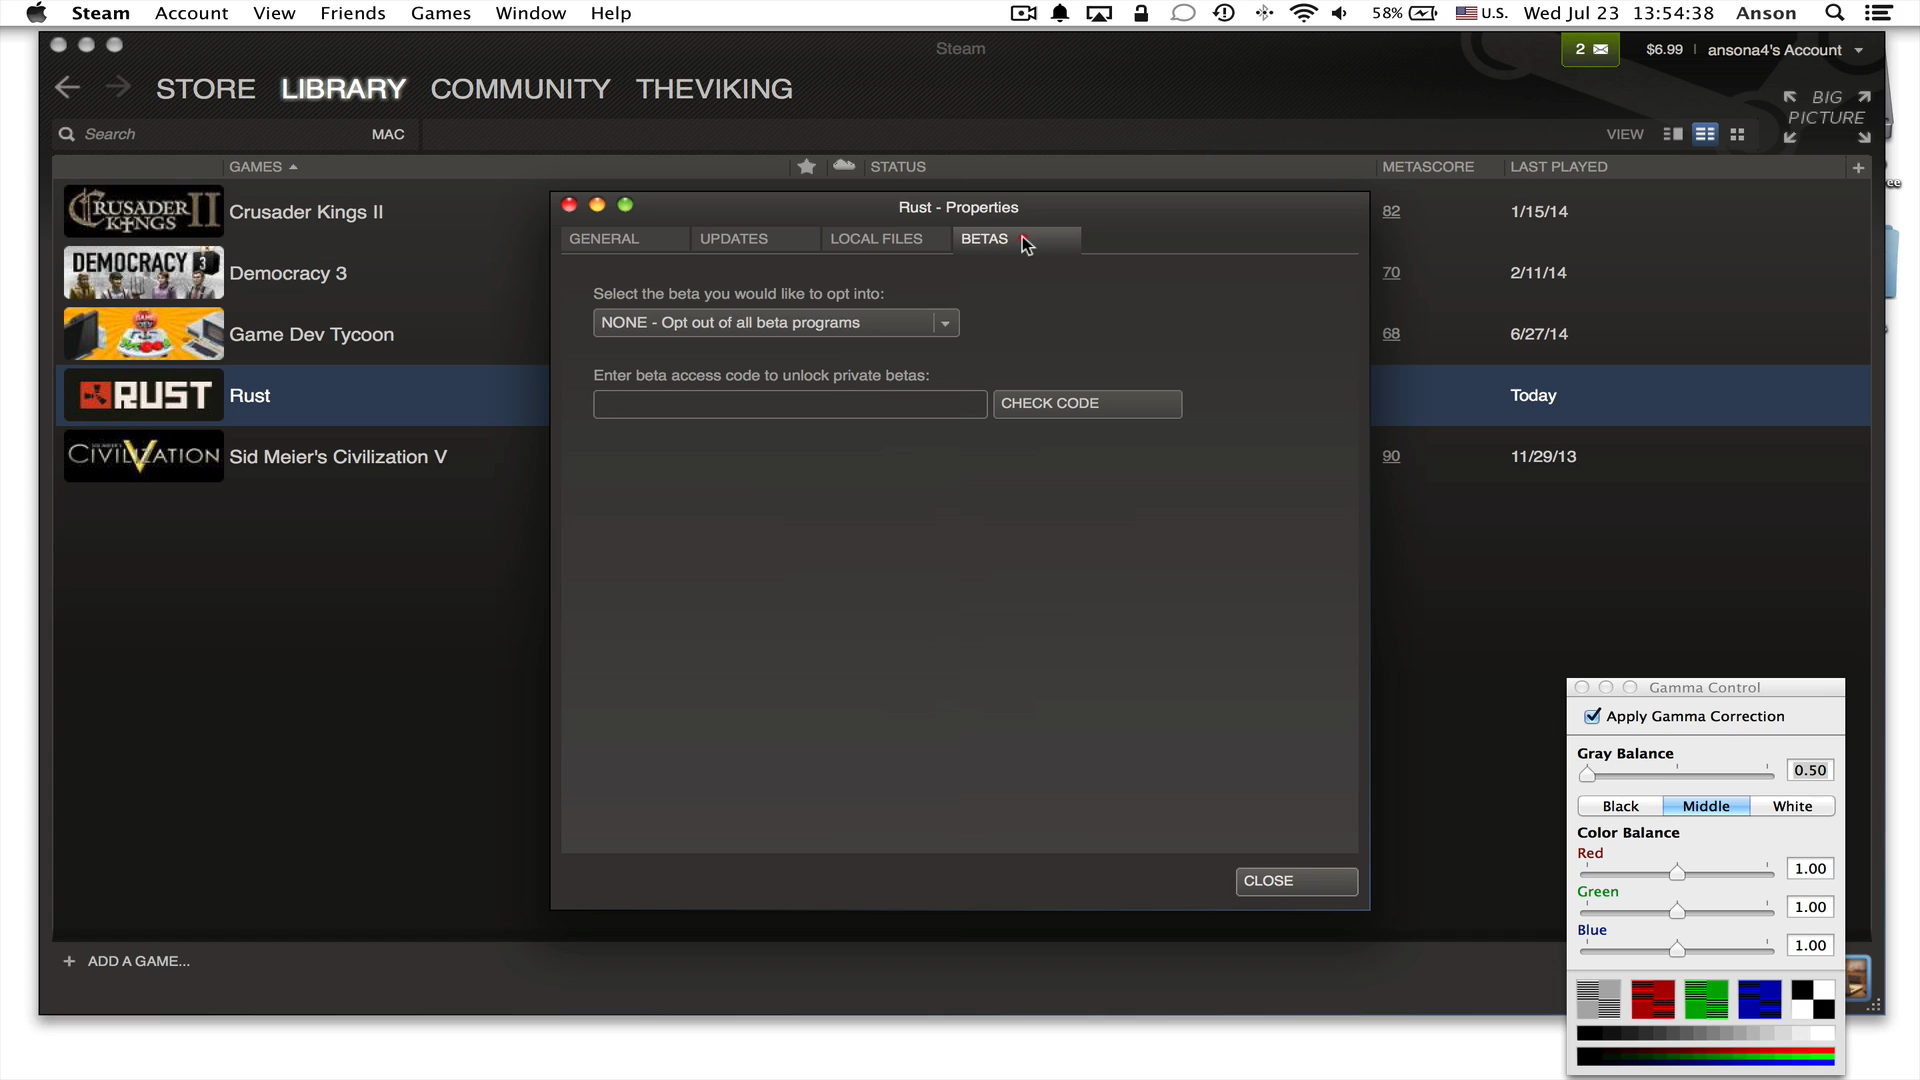 Steam Account View Friends Games Window Help 58% U.S. Wed Jul 23 13:54:38 Anson
Steam
2 $6.99 ansona4's Account
STORE LIBRARY COMMUNITY THEVIKING
BIG PICTURE
Search MAC VIEW
GAMES STATUS METASCORE LAST PLAYED +
CRUSADER KINGS II Crusader Kings II 82 1/15/14
DEMOCRACY 3 Democracy 3 70 2/11/14
Game Dev Tycoon 68 6/27/14
RUST Rust Today
SID MEIER'S CIVILIZATION V Sid Meier's Civilization V 90 11/29/13
Rust - Properties
GENERAL UPDATES LOCAL FILES BETAS
Select the beta you would like to opt into:
NONE - Opt out of all beta programs
Enter beta access code to unlock private betas:
CHECK CODE
CLOSE
+ ADD A GAME...
Gamma Control
Apply Gamma Correction
Gray Balance
0.50
Black Middle White
Color Balance
Red
1.00
Green
1.00
Blue
1.00